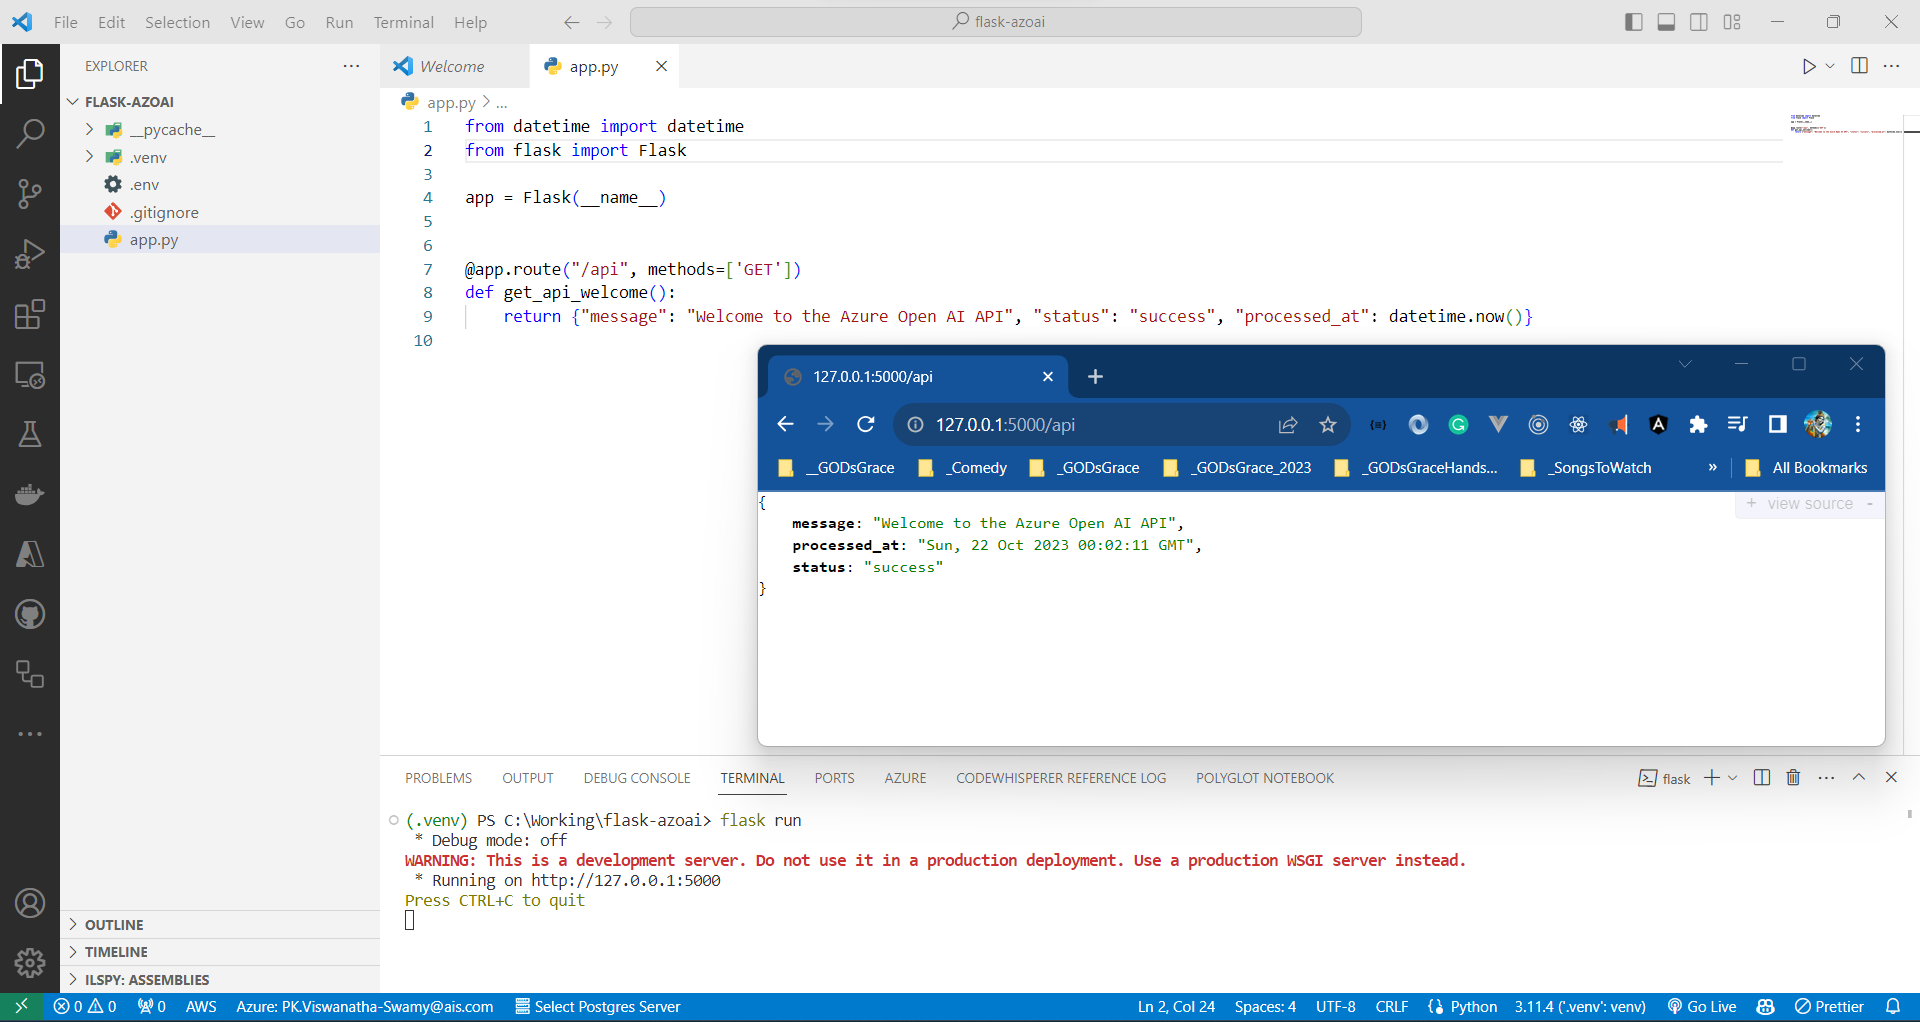 File Edit Selection View Go Run Terminal Help
flask-azoai
EXPLORER
FLASK-AZOAI
__pycache__
.venv
.env
.gitignore
app.py
Welcome
app.py
app.py > ...
1 from datetime import datetime
2 from flask import Flask
3
4 app = Flask(__name__)
5
6
7 @app.route("/api", methods=['GET'])
8 def get_api_welcome():
9 return {"message": "Welcome to the Azure Open AI API", "status": "success", "processed_at": datetime.now()}
10
127.0.0.1:5000/api
127.0.0.1:5000/api
__GODsGrace _Comedy _GODsGrace _GODsGrace_2023 _GODsGraceHands... _SongsToWatch » All Bookmarks
+ view source -
{
message: "Welcome to the Azure Open AI API",
processed_at: "Sun, 22 Oct 2023 00:02:11 GMT",
status: "success"
}
PROBLEMS OUTPUT DEBUG CONSOLE TERMINAL PORTS AZURE CODEWHISPERER REFERENCE LOG POLYGLOT NOTEBOOK
flask
(.venv) PS C:\Working\flask-azoai> flask run
* Debug mode: off
WARNING: This is a development server. Do not use it in a production deployment. Use a production WSGI server instead.
* Running on http://127.0.0.1:5000
Press CTRL+C to quit
OUTLINE
TIMELINE
ILSPY: ASSEMBLIES
0 0 0 AWS Azure: PK.Viswanatha-Swamy@ais.com Select Postgres Server Ln 2, Col 24 Spaces: 4 UTF-8 CRLF Python 3.11.4 ('.venv': venv) Go Live Prettier